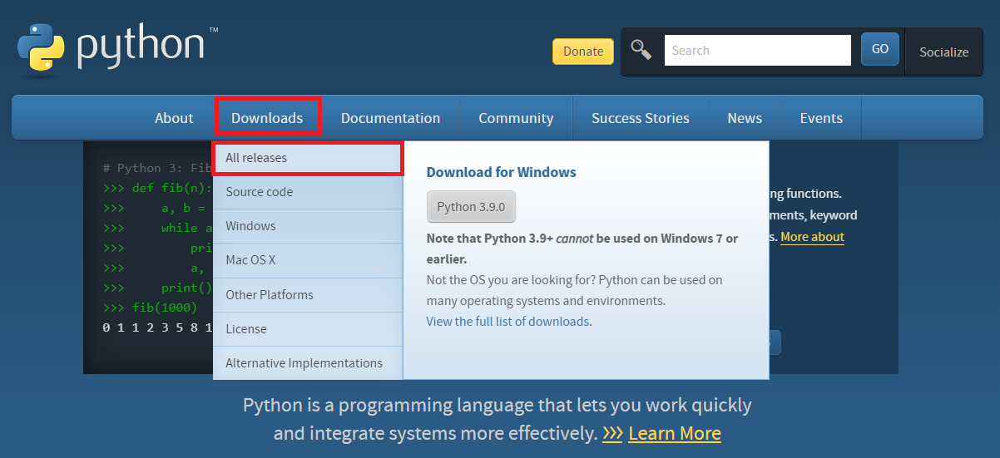 python™
Donate
Search
GO
Socialize
About
Downloads
Documentation
Community
Success Stories
News
Events
All releases
Source code
Windows
Mac OS X
Other Platforms
License
Alternative Implementations
Download for Windows
Python 3.9.0
Note that Python 3.9+ cannot be used on Windows 7 or
earlier.
Not the OS you are looking for? Python can be used on
many operating systems and environments.
View the full list of downloads.
# Python 3: Fib
>>> def fib(n):
>>> a, b =
>>> while a
>>> pri
>>> a,
>>> print()
>>> fib(1000)
0 1 1 2 3 5 8 1
ng functions.
ments, keyword
s. More about
Python is a programming language that lets you work quickly
and integrate systems more effectively. >>> Learn More